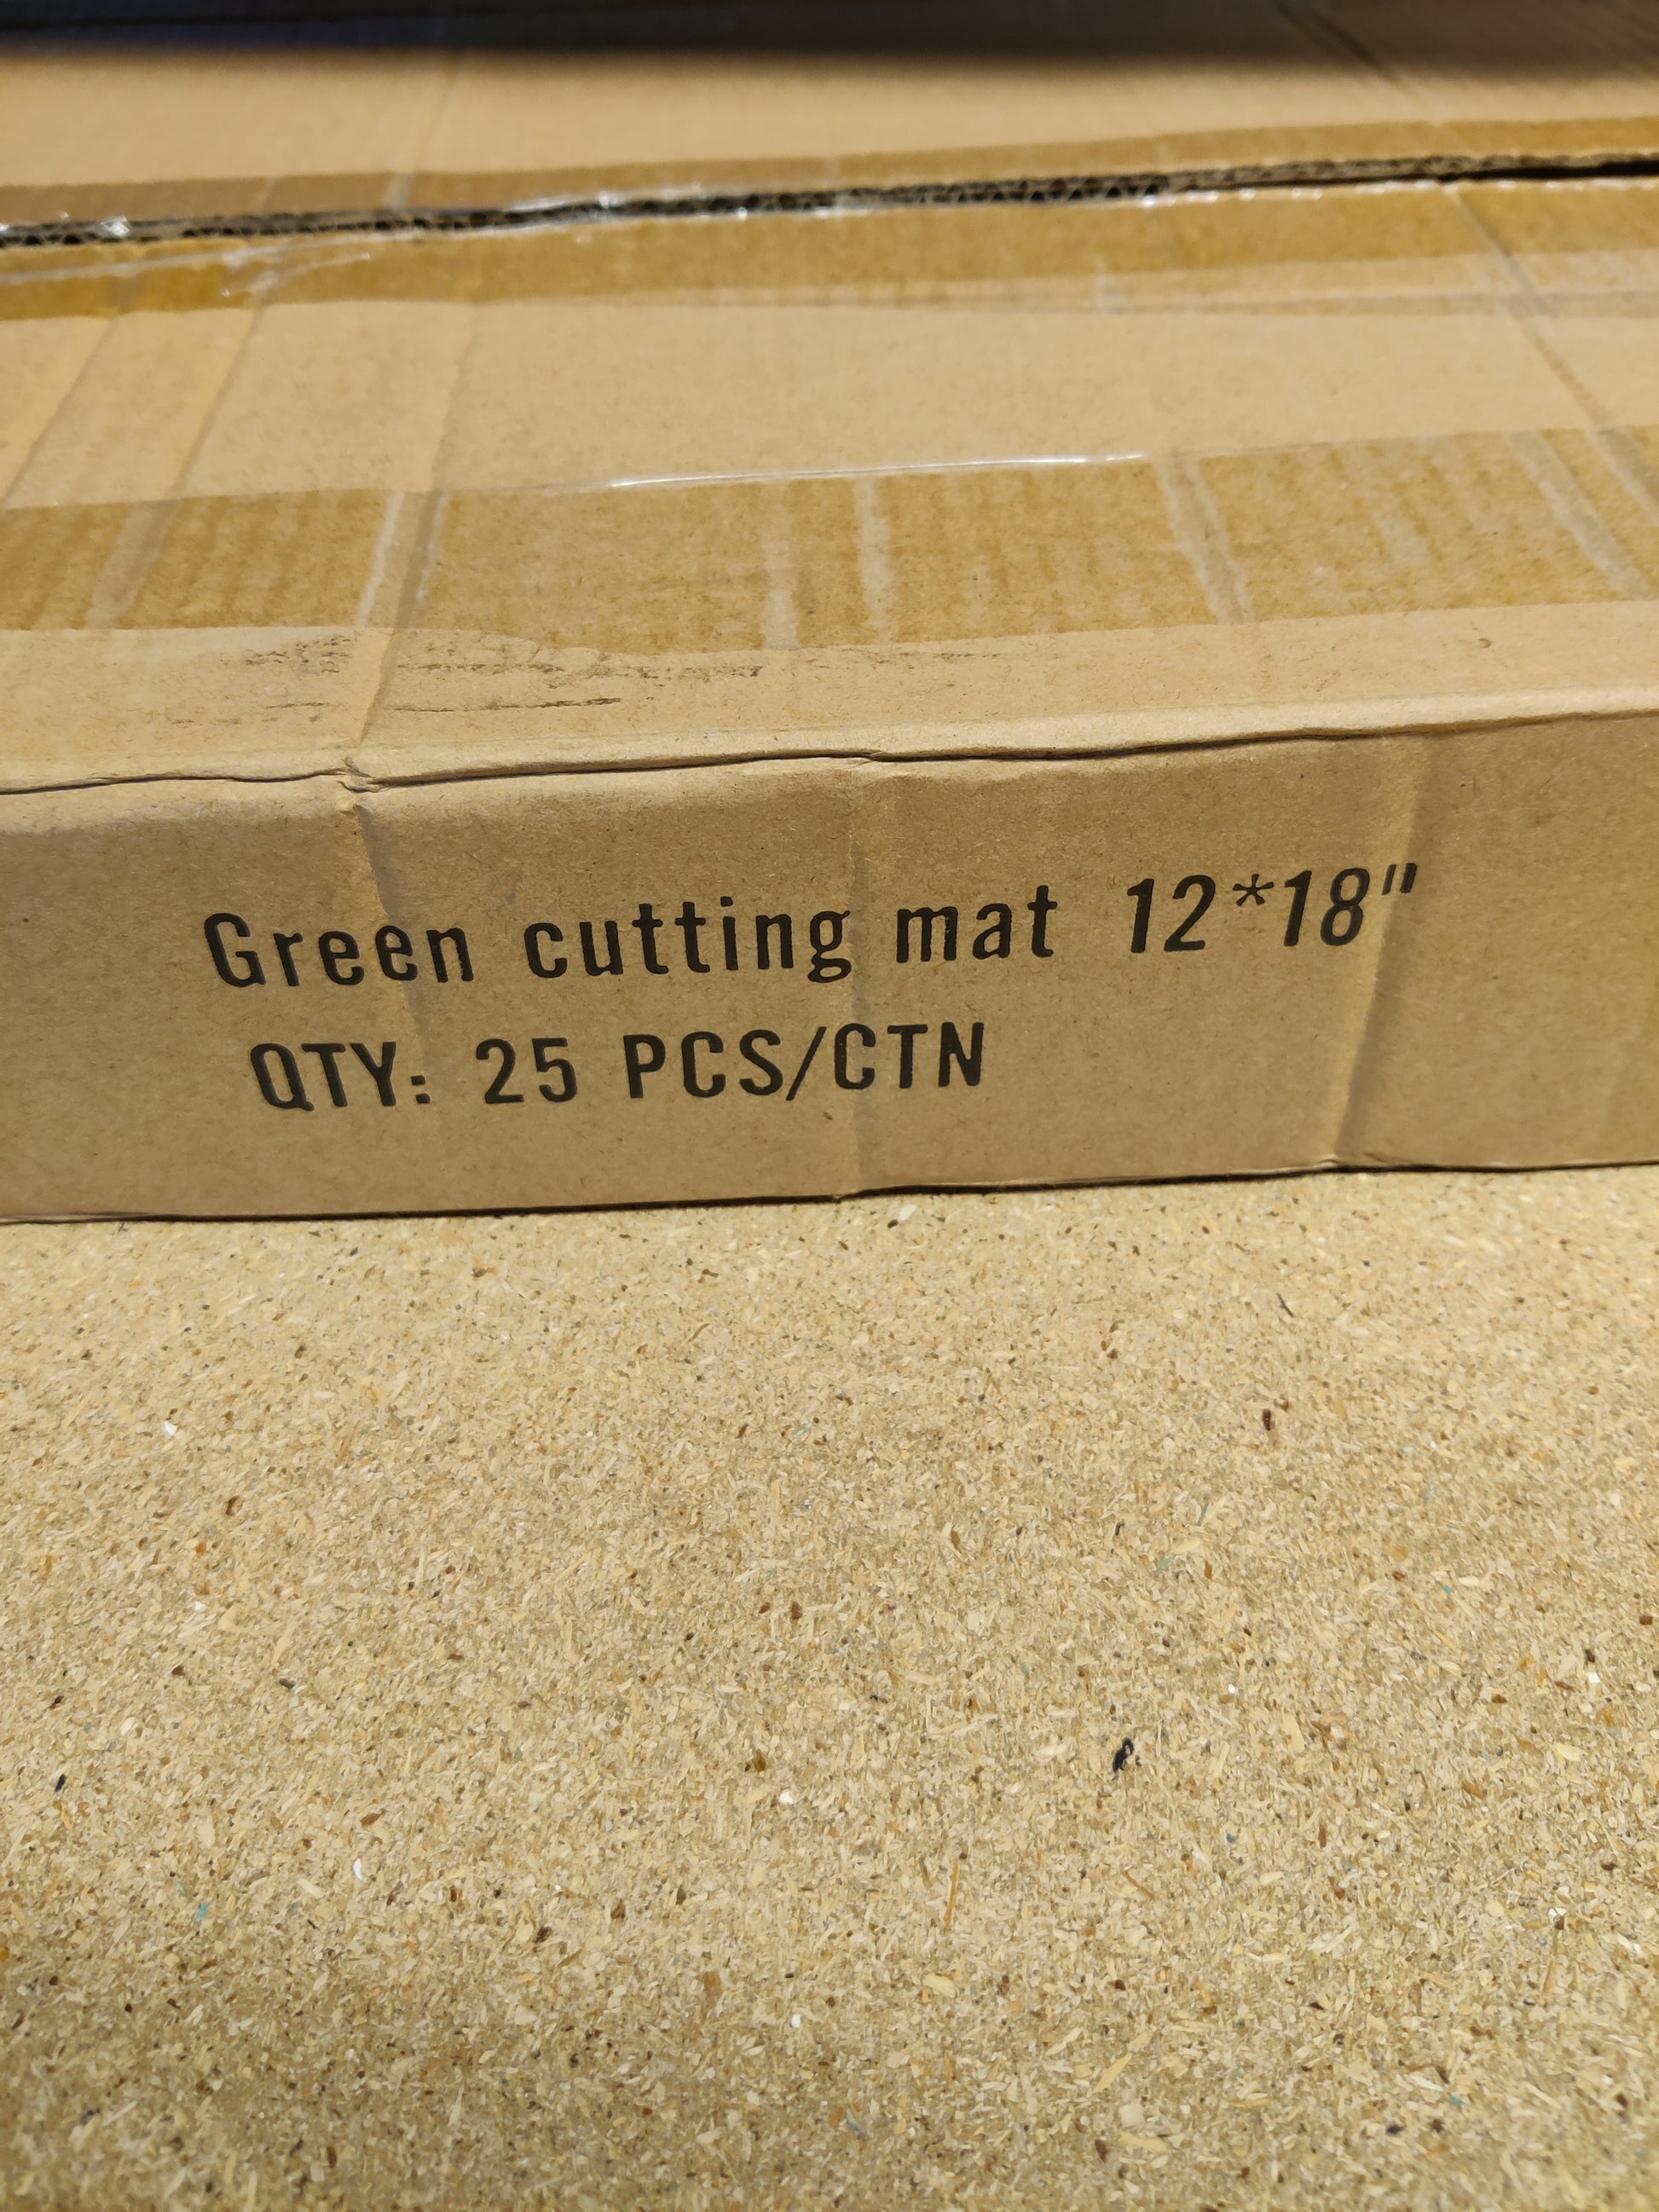 Green cutting mat 12*18"
QTY: 25 PCS/CTN